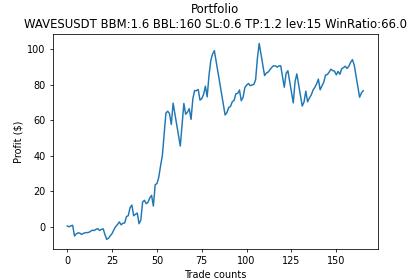 Portfolio
WAVESUSDT BBM:1.6 BBL:160 SL:0.6 TP:1.2 lev:15 WinRatio:66.0
100
80
60
40
20
0
Profit ($)
0 25 50 75 100 125 150
Trade counts